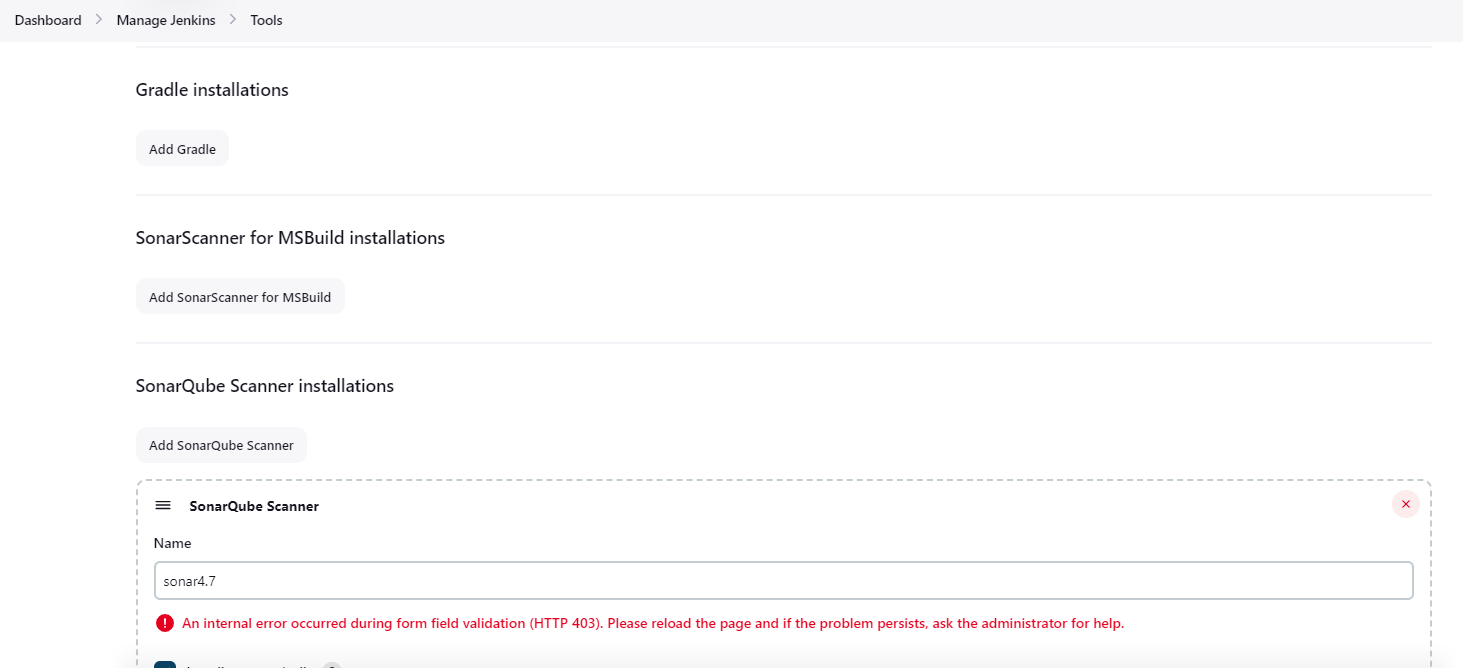 Dashboard > Manage Jenkins > Tools
Gradle installations
Add Gradle
SonarScanner for MSBuild installations
Add SonarScanner for MSBuild
SonarQube Scanner installations
Add SonarQube Scanner
SonarQube Scanner
Name
sonar4.7
An internal error occurred during form field validation (HTTP 403). Please reload the page and if the problem persists, ask the administrator for help.